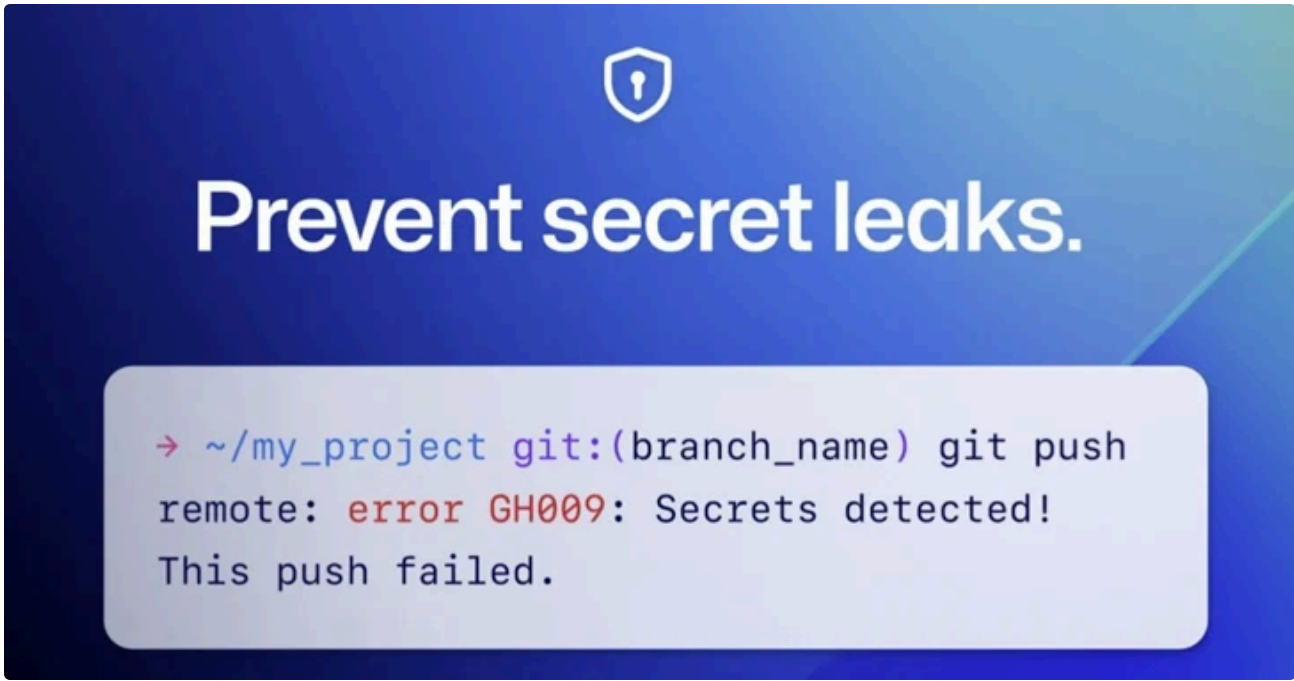 Prevent secret leaks.
→ ~/my_project git:(branch_name) git push
remote: error GH009: Secrets detected!
This push failed.